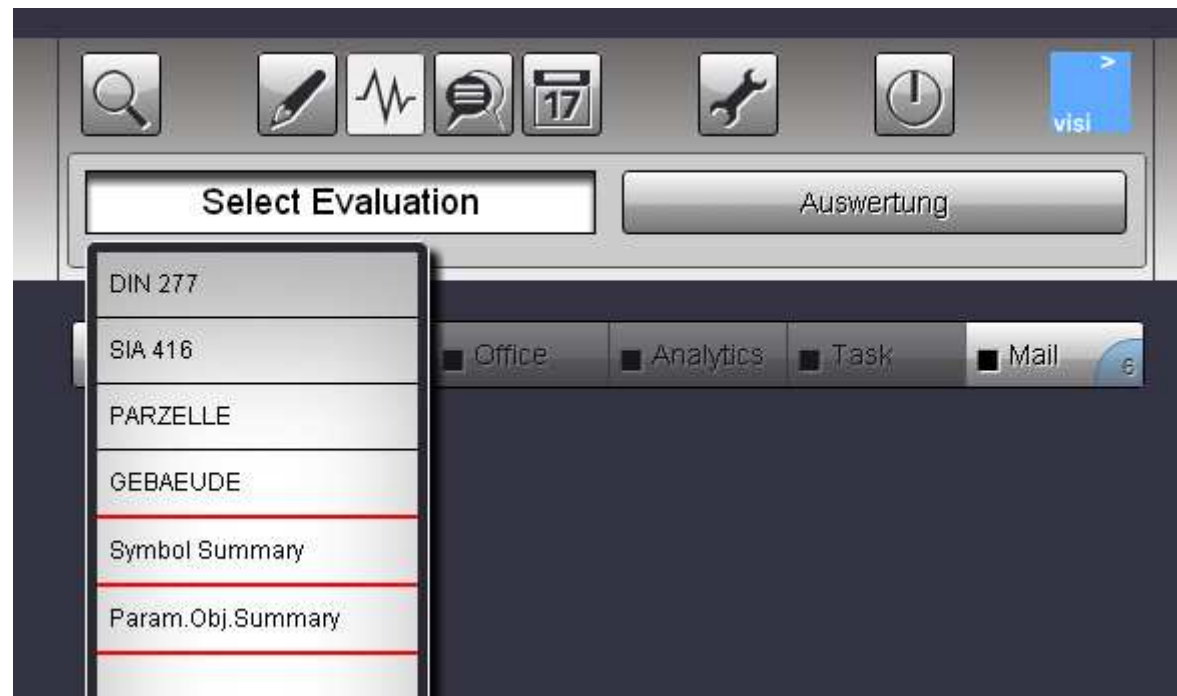 17
>
visi
Select Evaluation
Auswertung
DIN 277
SIA 416
Office
Analytics
Task
Mail
6
PARZELLE
GEBAEUDE
Symbol Summary
Param.Obj.Summary